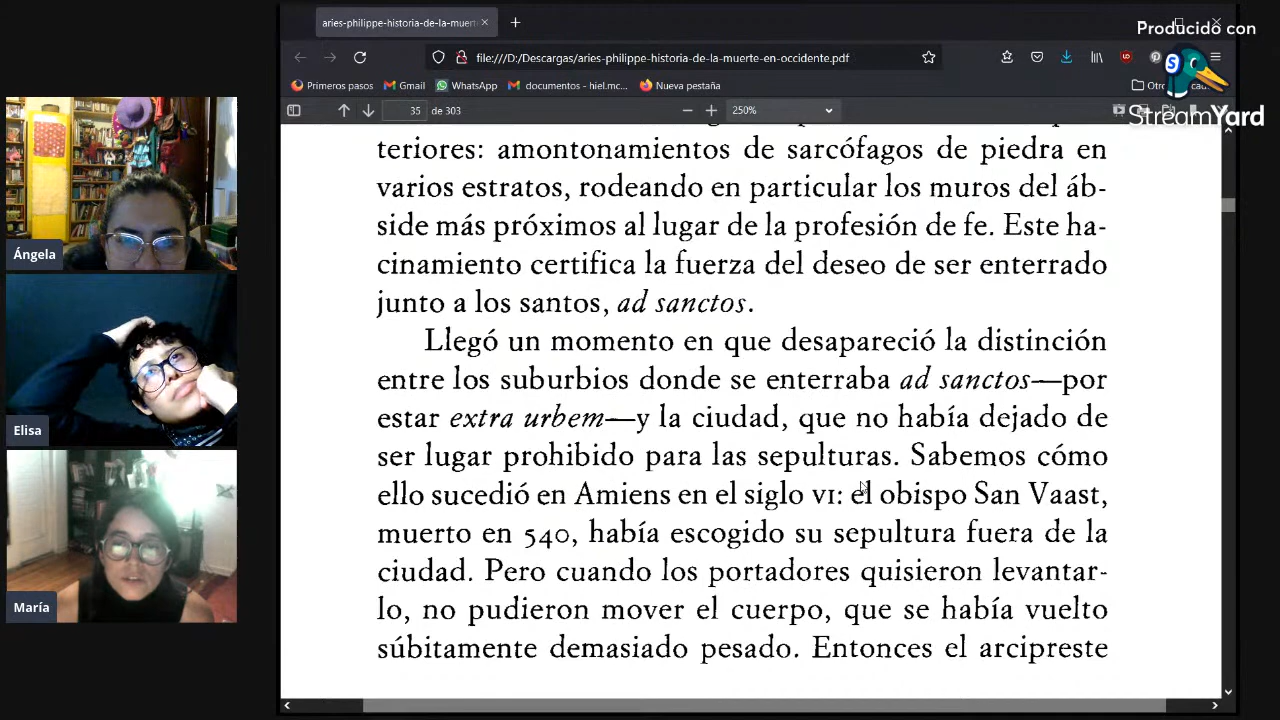 aries-philippe-historia-de-la-muert
Producido con
file:///D:/Descargas/aries-philippe-historia-de-la-muerte-en-occidente.pdf
Primeros pasos
Gmail
WhatsApp
documentos - hiel.mc...
Nueva pestaña
StreamYard
35 de 303
250%
teriores: amontonamientos de sarcófagos de piedra en
varios estratos, rodeando en particular los muros del áb-
side más próximos al lugar de la profesión de fe. Este ha-
cinamiento certifica la fuerza del deseo de ser enterrado
junto a los santos, ad sanctos.
Llegó un momento en que desapareció la distinción
entre los suburbios donde se enterraba ad sanctos—por
estar extra urbem—y la ciudad, que no había dejado de
ser lugar prohibido para las sepulturas. Sabemos cómo
ello sucedió en Amiens en el siglo VI: el obispo San Vaast,
muerto en 540, había escogido su sepultura fuera de la
ciudad. Pero cuando los portadores quisieron levantar-
lo, no pudieron mover el cuerpo, que se había vuelto
súbitamente demasiado pesado. Entonces el arcipreste
Ángela
Elisa
María